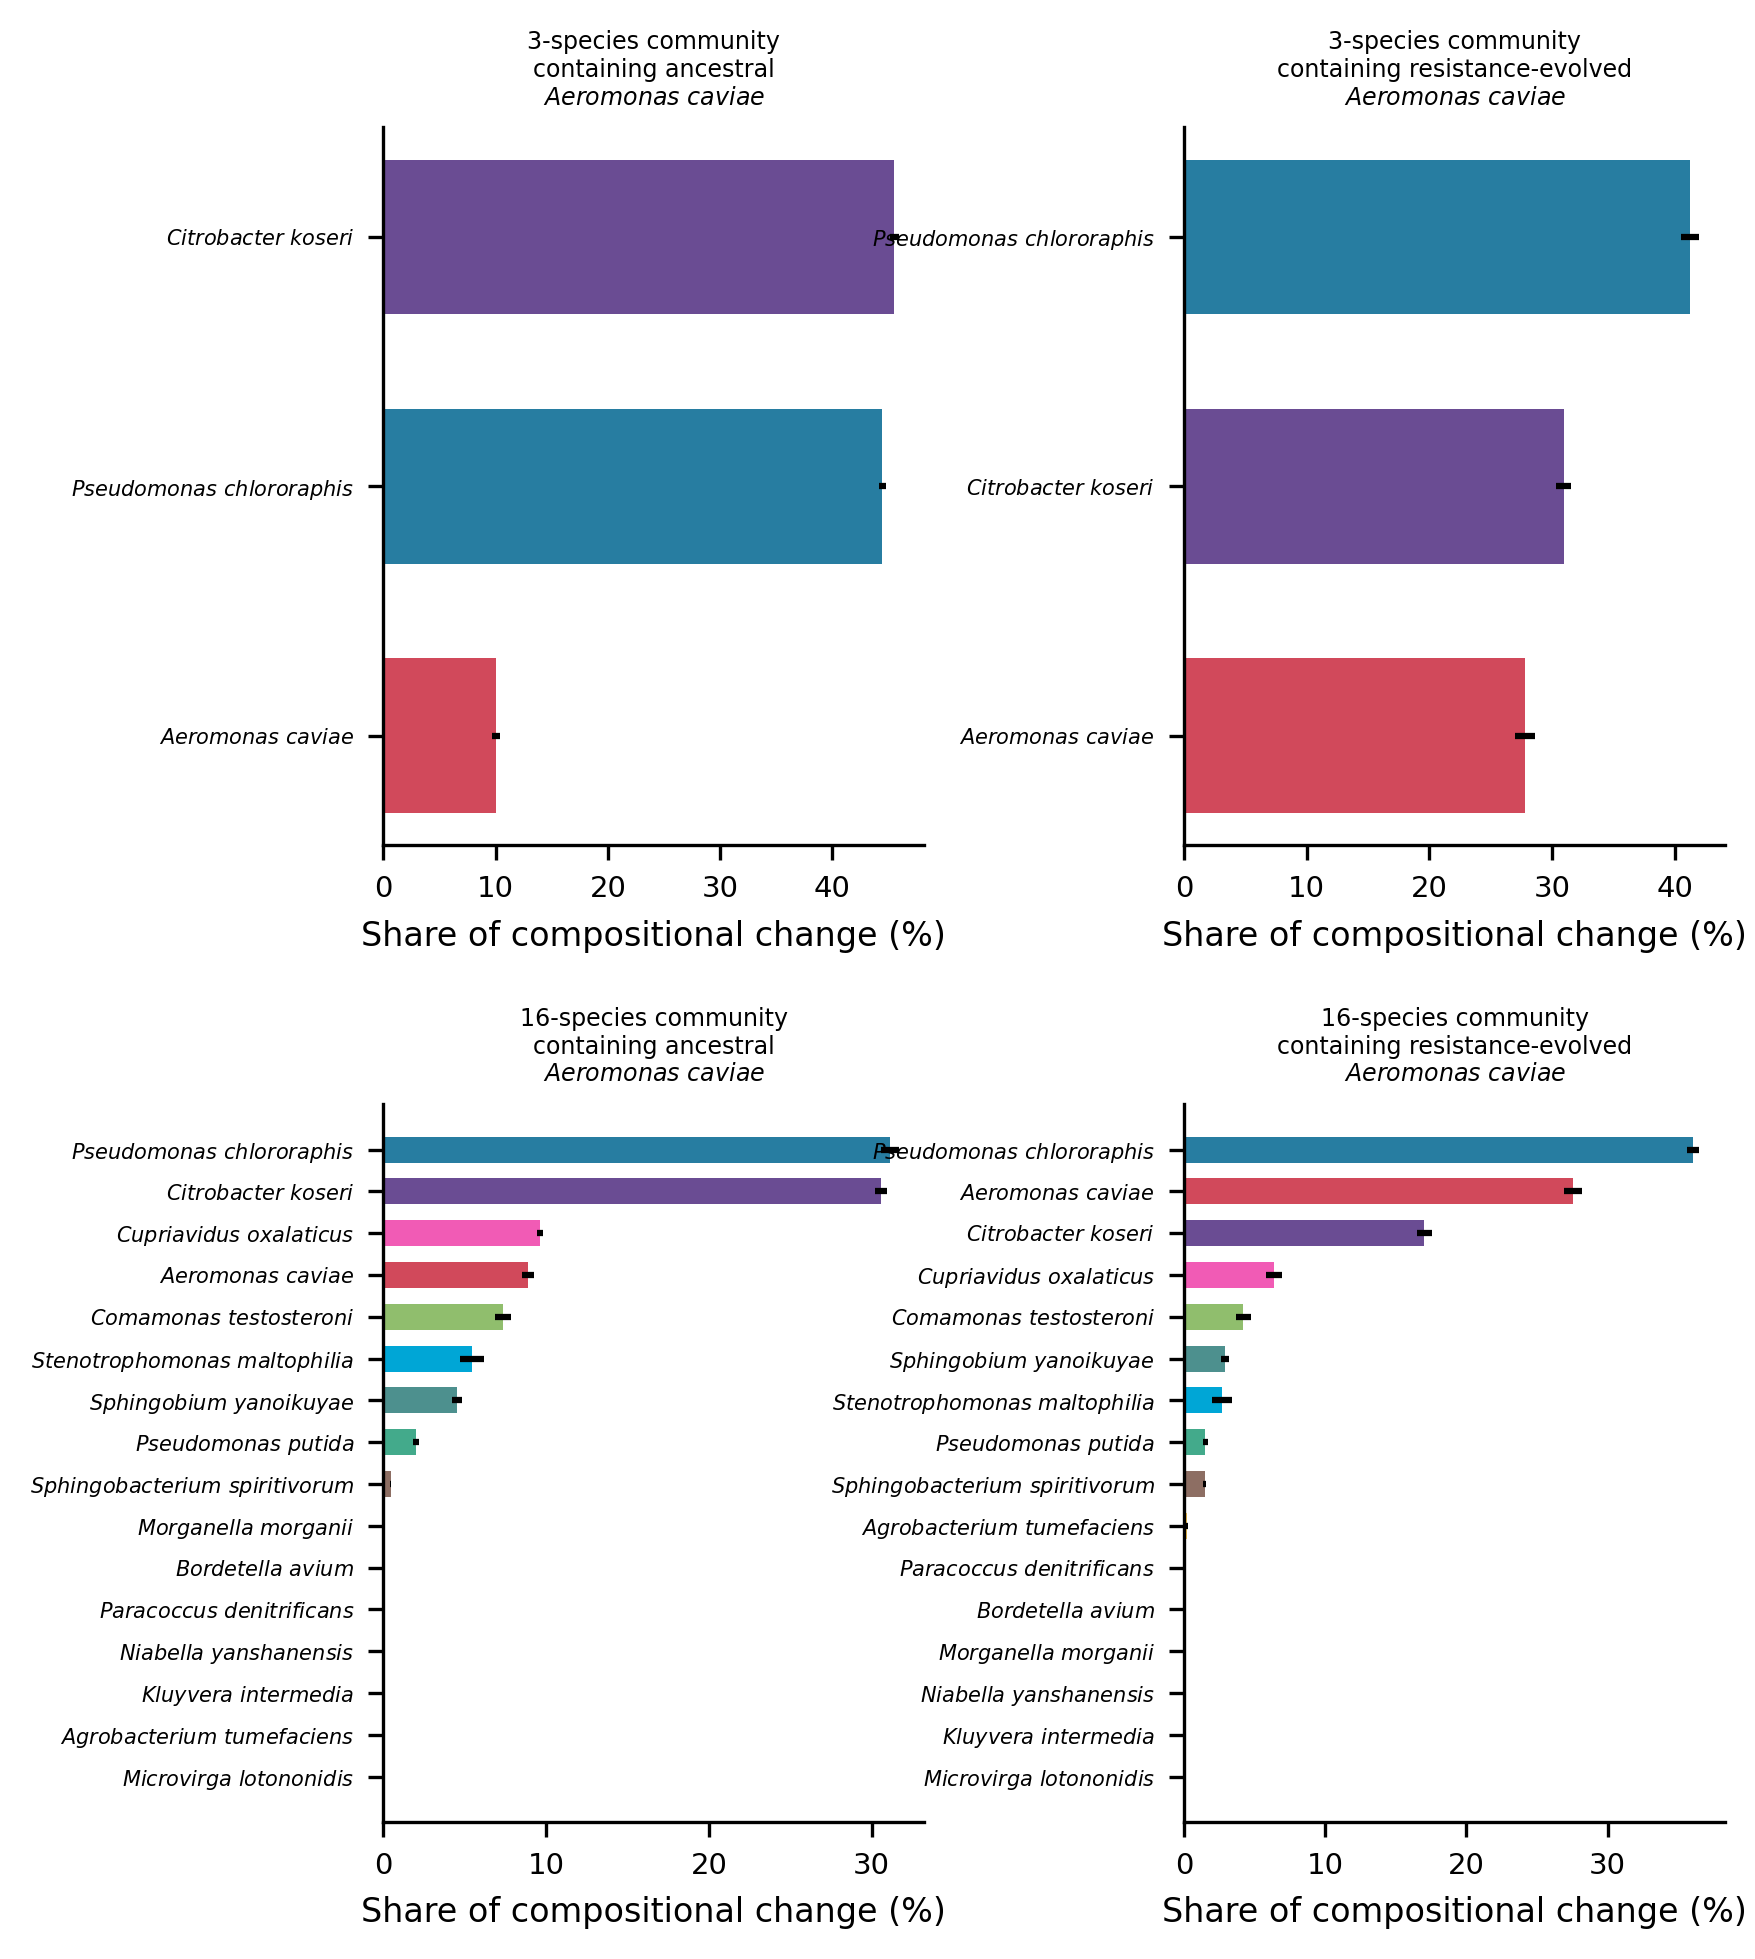 3-species community
containing ancestral
Aeromonas caviae
Citrobacter koseri
Pseudomonas chlororaphis
Aeromonas caviae
0 10 20 30 40
Share of compositional change (%)
3-species community
containing resistance-evolved
Aeromonas caviae
Pseudomonas chlororaphis
Citrobacter koseri
Aeromonas caviae
0 10 20 30 40
Share of compositional change (%)
16-species community
containing ancestral
Aeromonas caviae
Pseudomonas chlororaphis
Citrobacter koseri
Cupriavidus oxalaticus
Aeromonas caviae
Comamonas testosteroni
Stenotrophomonas maltophilia
Sphingobium yanoikuyae
Pseudomonas putida
Sphingobacterium spiritivorum
Morganella morganii
Bordetella avium
Paracoccus denitrificans
Niabella yanshanensis
Kluyvera intermedia
Agrobacterium tumefaciens
Microvirga lotononidis
0 10 20 30
Share of compositional change (%)
16-species community
containing resistance-evolved
Aeromonas caviae
Pseudomonas chlororaphis
Aeromonas caviae
Citrobacter koseri
Cupriavidus oxalaticus
Comamonas testosteroni
Sphingobium yanoikuyae
Stenotrophomonas maltophilia
Pseudomonas putida
Sphingobacterium spiritivorum
Agrobacterium tumefaciens
Paracoccus denitrificans
Bordetella avium
Morganella morganii
Niabella yanshanensis
Kluyvera intermedia
Microvirga lotononidis
0 10 20 30
Share of compositional change (%)